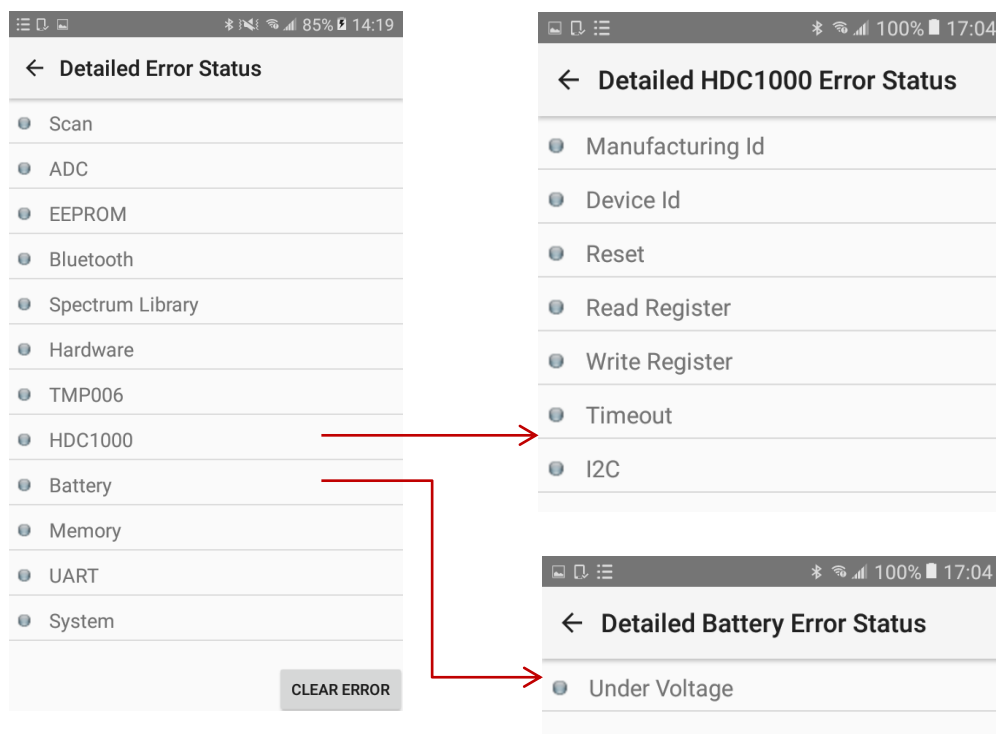 85% 14:19
Detailed Error Status
Scan
ADC
EEPROM
Bluetooth
Spectrum Library
Hardware
TMP006
HDC1000
Battery
Memory
UART
System
CLEAR ERROR
100% 17:04
Detailed HDC1000 Error Status
Manufacturing Id
Device Id
Reset
Read Register
Write Register
Timeout
I2C
100% 17:04
Detailed Battery Error Status
Under Voltage